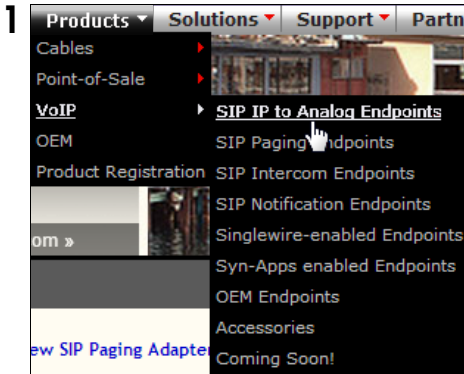 1
Products Solutions Support Partn
Cables
Point-of-Sale
VoIP
OEM
Product Registration
SIP IP to Analog Endpoints
SIP Paging Endpoints
SIP Intercom Endpoints
SIP Notification Endpoints
Singlewire-enabled Endpoints
Syn-Apps enabled Endpoints
OEM Endpoints
Accessories
Coming Soon!
om »
ew SIP Paging Adapte